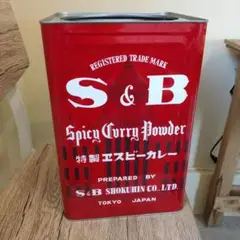 REGISTERED TRADE MARK
S & B
Spicy Curry Powder
特製ヱスビーカレー
PREPARED BY
S&B SHOKUHIN CO., LTD.
TOKYO JAPAN